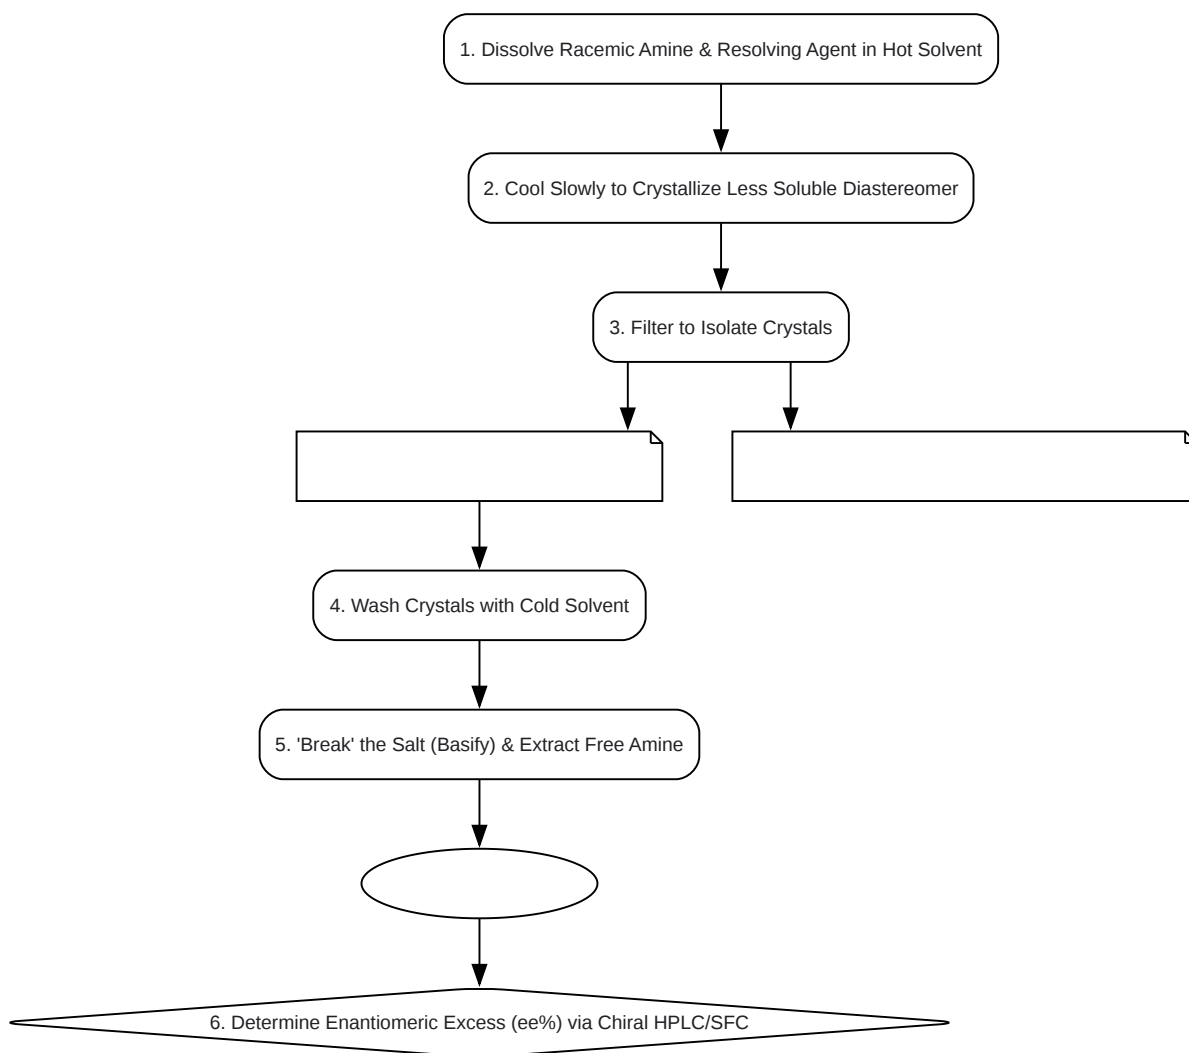 1. Dissolve Racemic Amine & Resolving Agent in Hot Solvent
2. Cool Slowly to Crystallize Less Soluble Diastereomer
3. Filter to Isolate Crystals
4. Wash Crystals with Cold Solvent
5. 'Break' the Salt (Basify) & Extract Free Amine
6. Determine Enantiomeric Excess (ee%) via Chiral HPLC/SFC